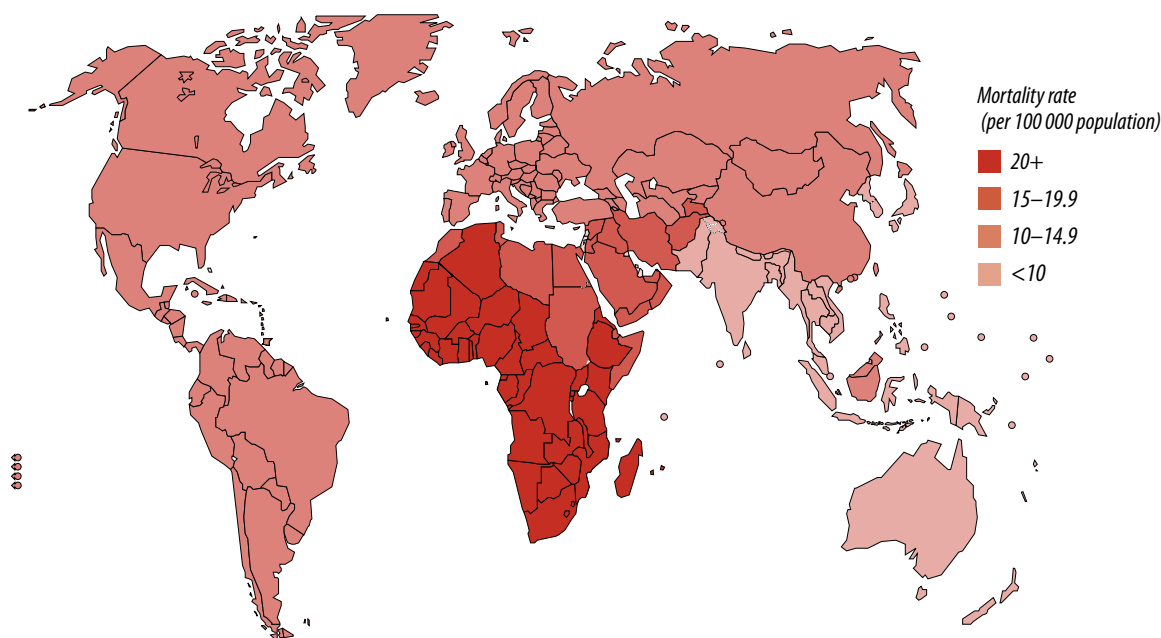 Mortality rate
(per 100 000 population)
20+
15–19.9
10–14.9
<10